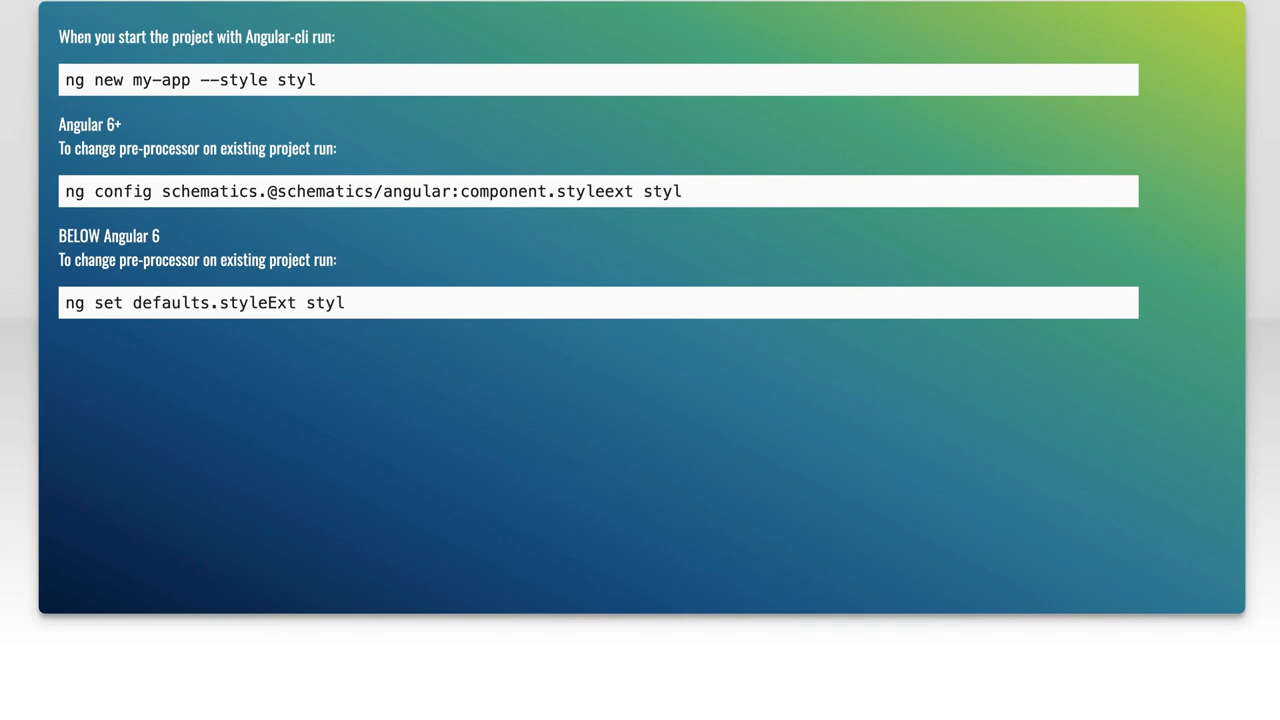 When you start the project with Angular-cli run:
ng new my-app --style styl
Angular 6+
To change pre-processor on existing project run:
ng config schematics.@schematics/angular:component.styleext styl
BELOW Angular 6
To change pre-processor on existing project run:
ng set defaults.styleExt styl